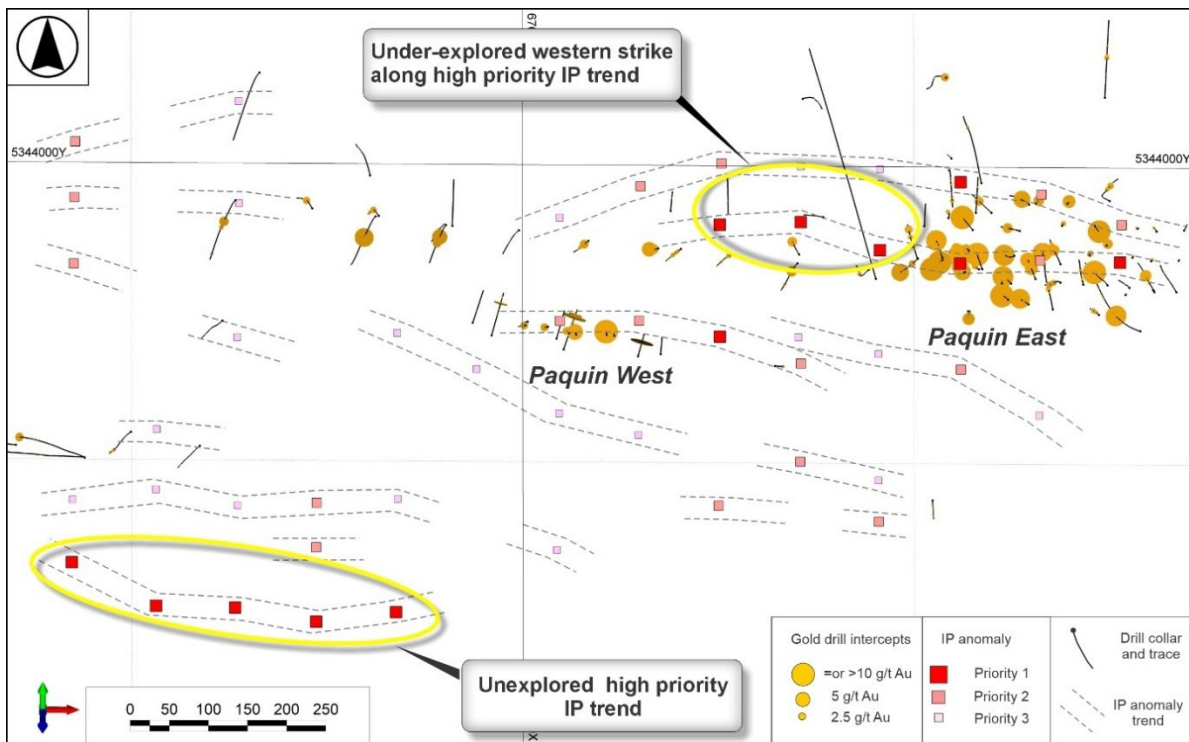 Under-explored western strike
along high priority IP trend
670
5344000Y
5344000Y
Paquin East
Paquin West
Unexplored high priority
IP trend
X
0 50 100 150 200 250
Gold drill intercepts
=or >10 g/t Au
5 g/t Au
2.5 g/t Au
IP anomaly
Priority 1
Priority 2
Priority 3
Drill collar
and trace
IP anomaly
trend